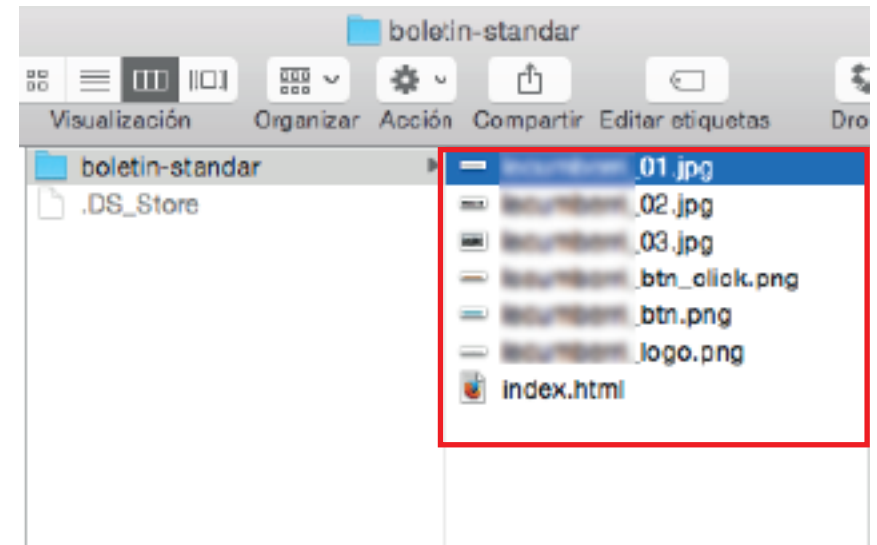 boletin-standar
Visualización Organizar Acción Compartir Editar etiquetas Dro
boletin-standar
.DS_Store
_01.jpg
_02.jpg
_03.jpg
_btn_click.png
_btn.png
_logo.png
index.html